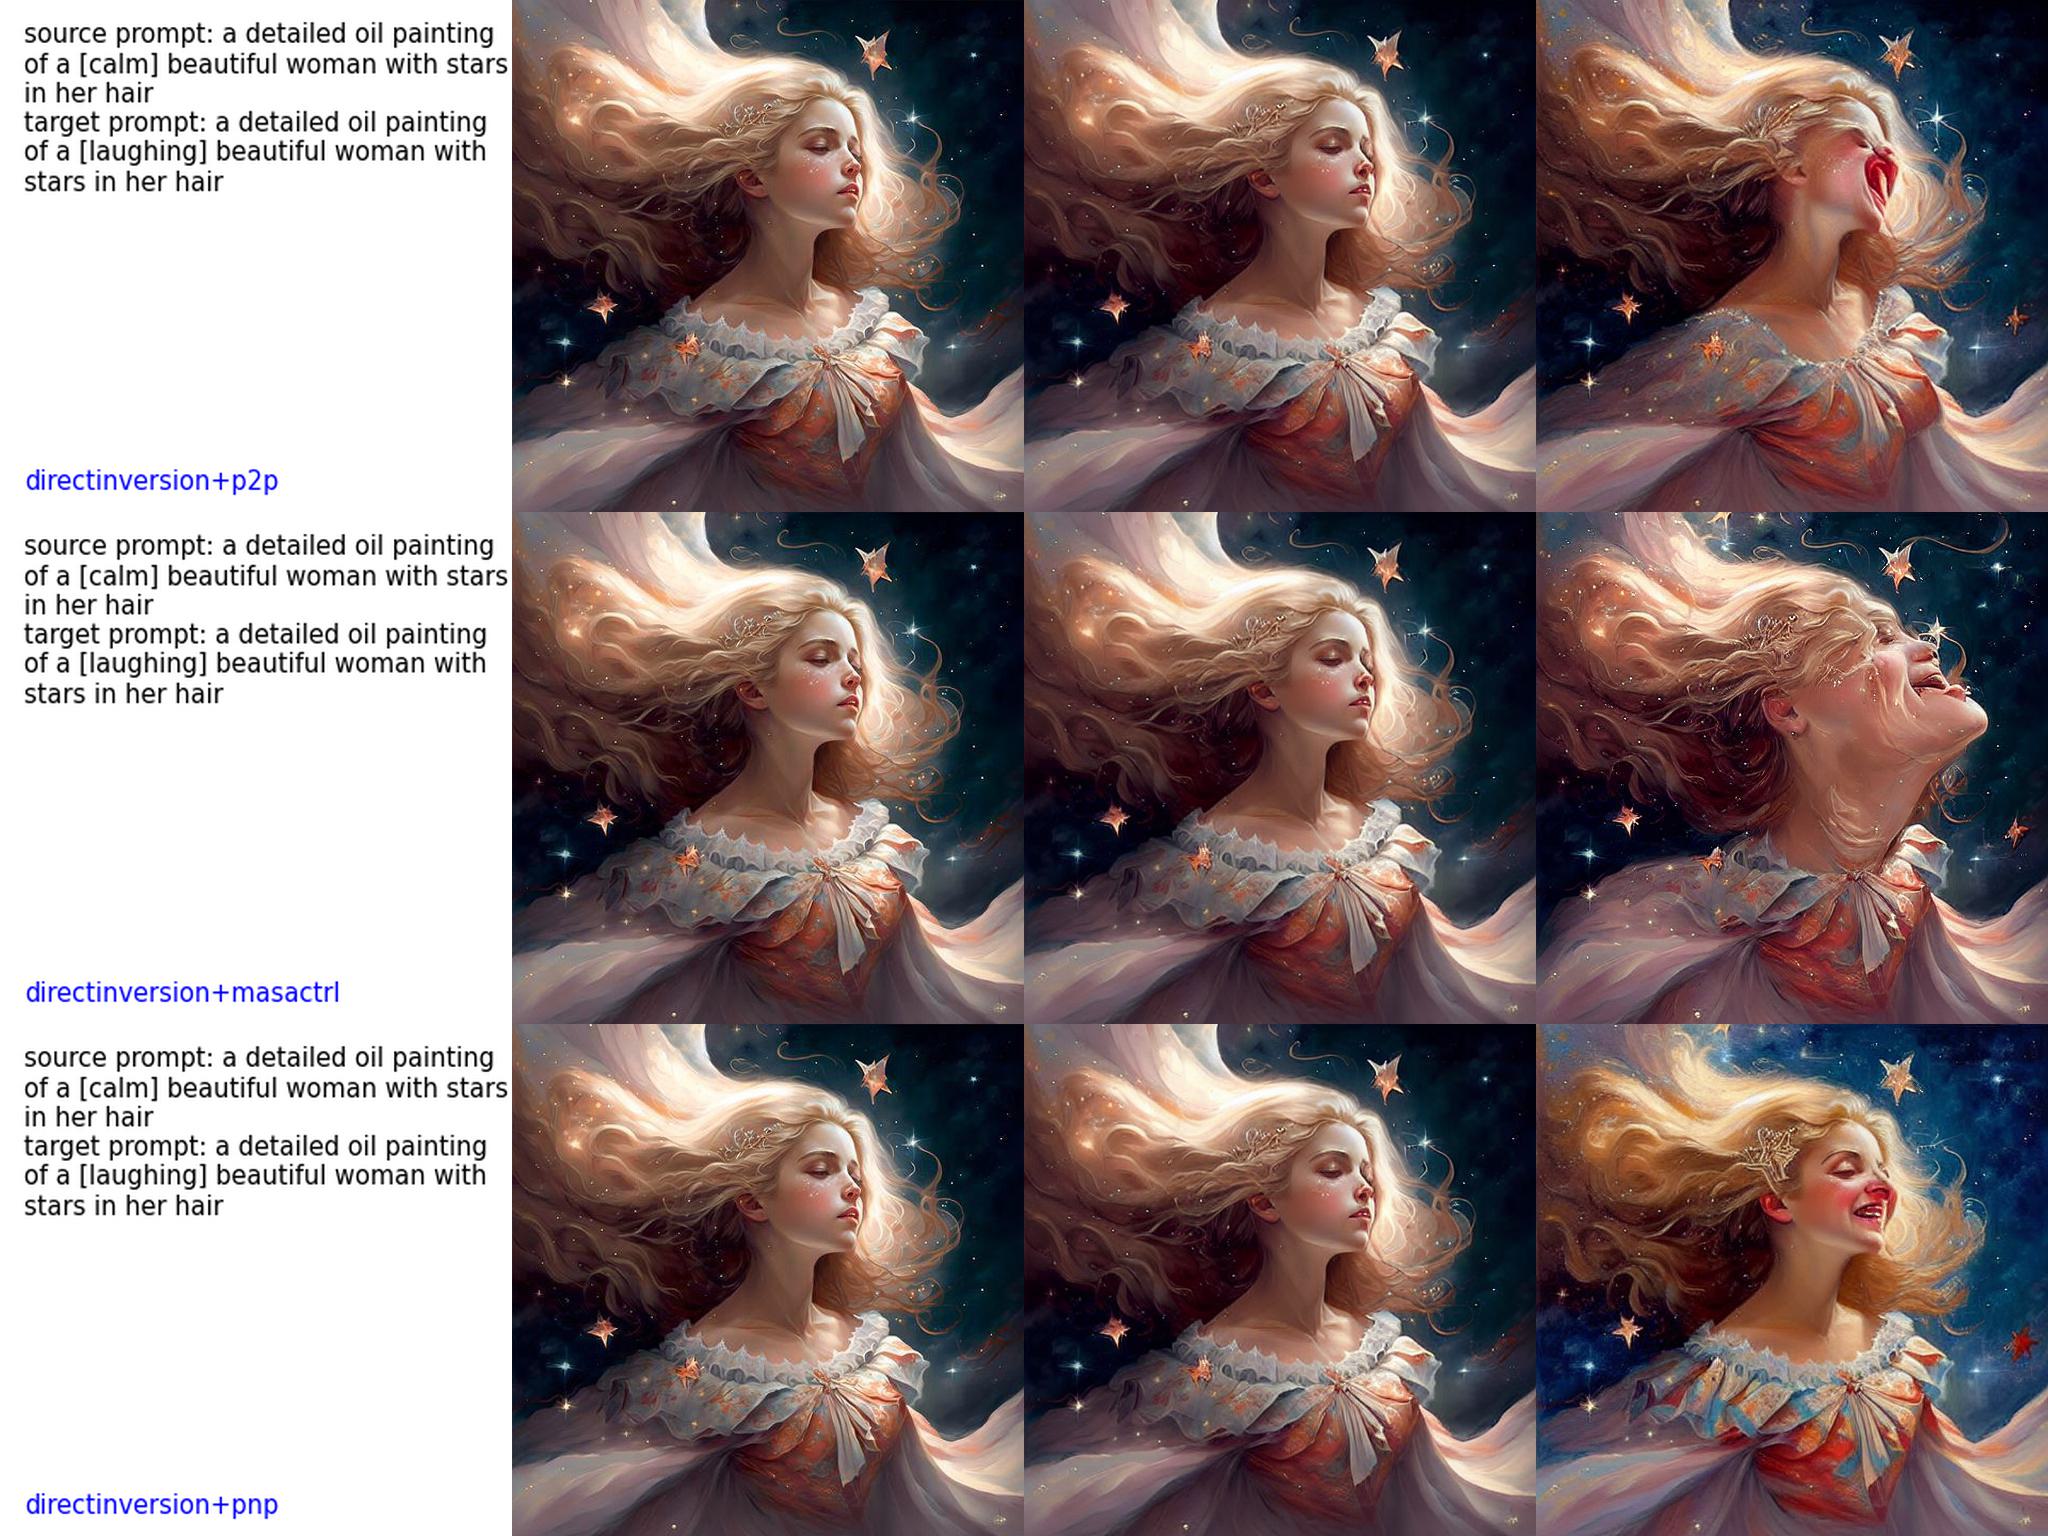 source prompt: a detailed oil painting
of a [calm] beautiful woman with stars
in her hair
target prompt: a detailed oil painting
of a [laughing] beautiful woman with
stars in her hair
directinversion+p2p
source prompt: a detailed oil painting
of a [calm] beautiful woman with stars
in her hair
target prompt: a detailed oil painting
of a [laughing] beautiful woman with
stars in her hair
directinversion+masactrl
source prompt: a detailed oil painting
of a [calm] beautiful woman with stars
in her hair
target prompt: a detailed oil painting
of a [laughing] beautiful woman with
stars in her hair
directinversion+pnp